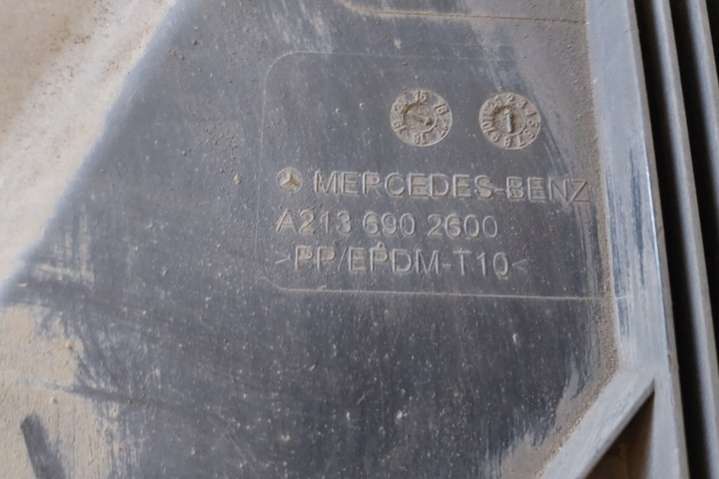 MERCEDES-BENZ
A213 690 2600
>PP/EPDM-T10<